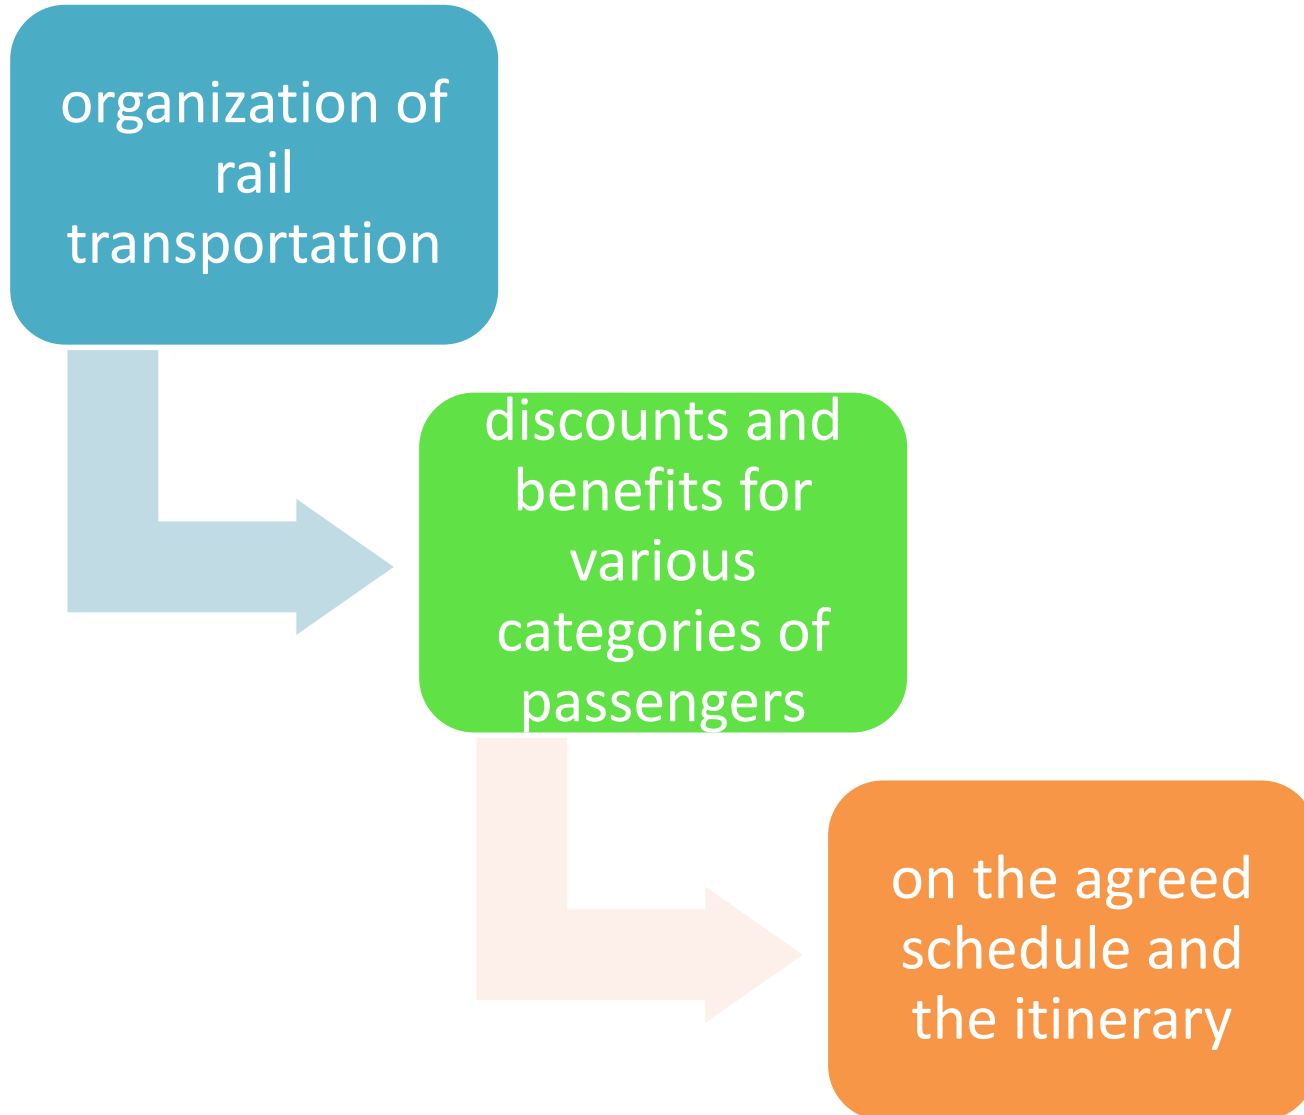 organization of
rail
transportation
discounts and
benefits for
various
categories of
passengers
on the agreed
schedule and
the itinerary